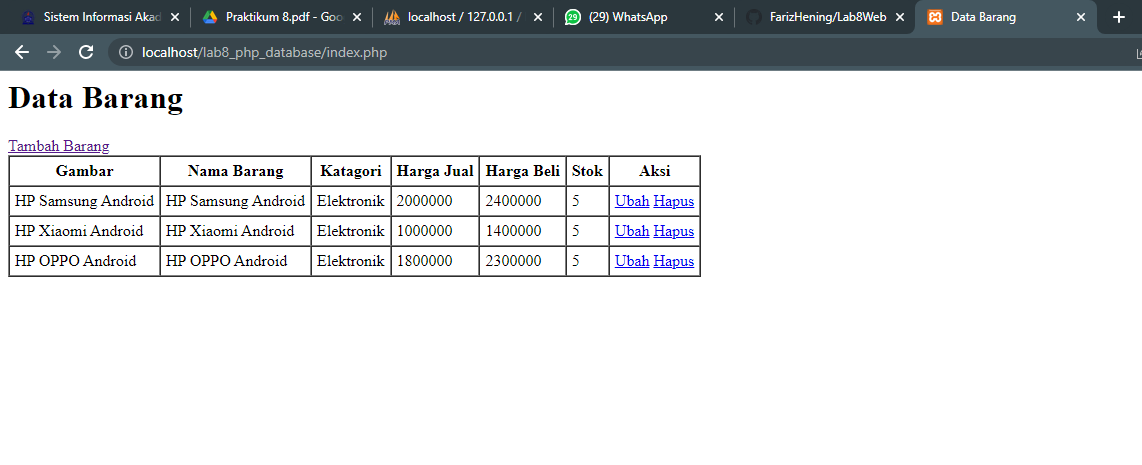 Sistem Informasi Akad
Praktikum 8.pdf - Goo
localhost / 127.0.0.1 /
(29) WhatsApp
FarizHening/Lab8Web
Data Barang
localhost/lab8_php_database/index.php
Data Barang
Tambah Barang
Gambar Nama Barang Katagori Harga Jual Harga Beli Stok Aksi
HP Samsung Android HP Samsung Android Elektronik 2000000 2400000 5 Ubah Hapus
HP Xiaomi Android HP Xiaomi Android Elektronik 1000000 1400000 5 Ubah Hapus
HP OPPO Android HP OPPO Android Elektronik 1800000 2300000 5 Ubah Hapus